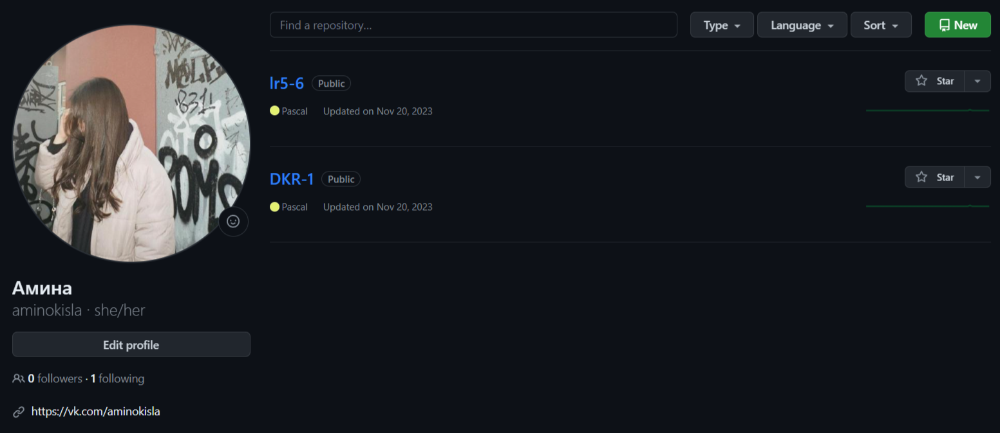 Find a repository...
Type
Language
Sort
New
lr5-6
Public
Star
Pascal
Updated on Nov 20, 2023
DKR-1
Public
Star
Pascal
Updated on Nov 20, 2023
831
Амина
aminokisla · she/her
Edit profile
0 followers · 1 following
https://vk.com/aminokisla